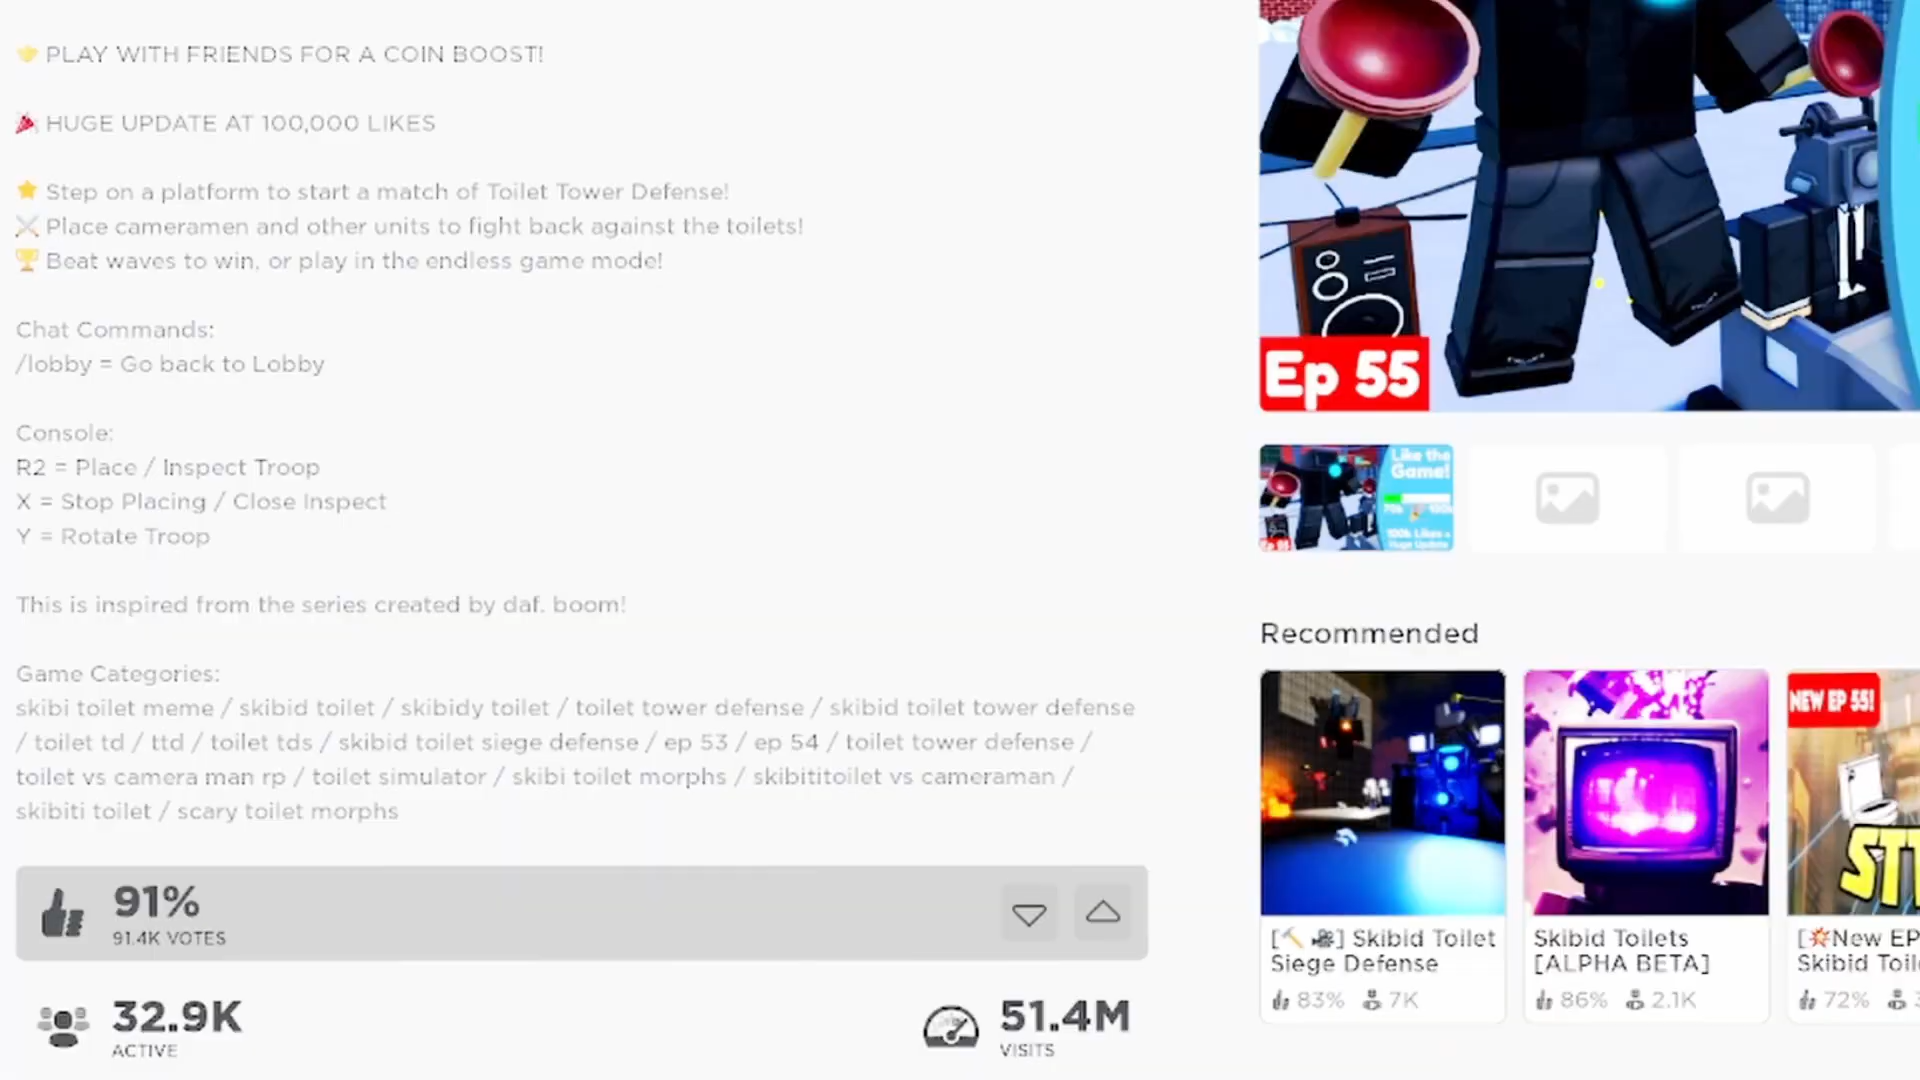 PLAY WITH FRIENDS FOR A COIN BOOST!
HUGE UPDATE AT 100,000 LIKES
Step on a platform to start a match of Toilet Tower Defense!
Place cameramen and other units to fight back against the toilets!
Beat waves to win, or play in the endless game mode!
Chat Commands:
/lobby = Go back to Lobby
Console:
R2 = Place / Inspect Troop
X = Stop Placing / Close Inspect
Y = Rotate Troop
This is inspired from the series created by daf. boom!
Game Categories:
skibi toilet meme / skibid toilet / skibidy toilet / toilet tower defense / skibid toilet tower defense
/ toilet td / ttd / toilet tds / skibid toilet siege defense / ep 53 / ep 54 / toilet tower defense /
toilet vs camera man rp / toilet simulator / skibi toilet morphs / skibititoilet vs cameraman /
skibiti toilet / scary toilet morphs
91%
91.4K VOTES
32.9K
ACTIVE
51.4M
VISITS
Ep 55
Like the
Game!
100k Likes =
Huge Update
Recommended
[🔨 🎥] Skibid Toilet
Siege Defense
83% 7K
Skibid Toilets
[ALPHA BETA]
86% 2.1K
NEW EP 55!
[💥New EP
Skibid
72%